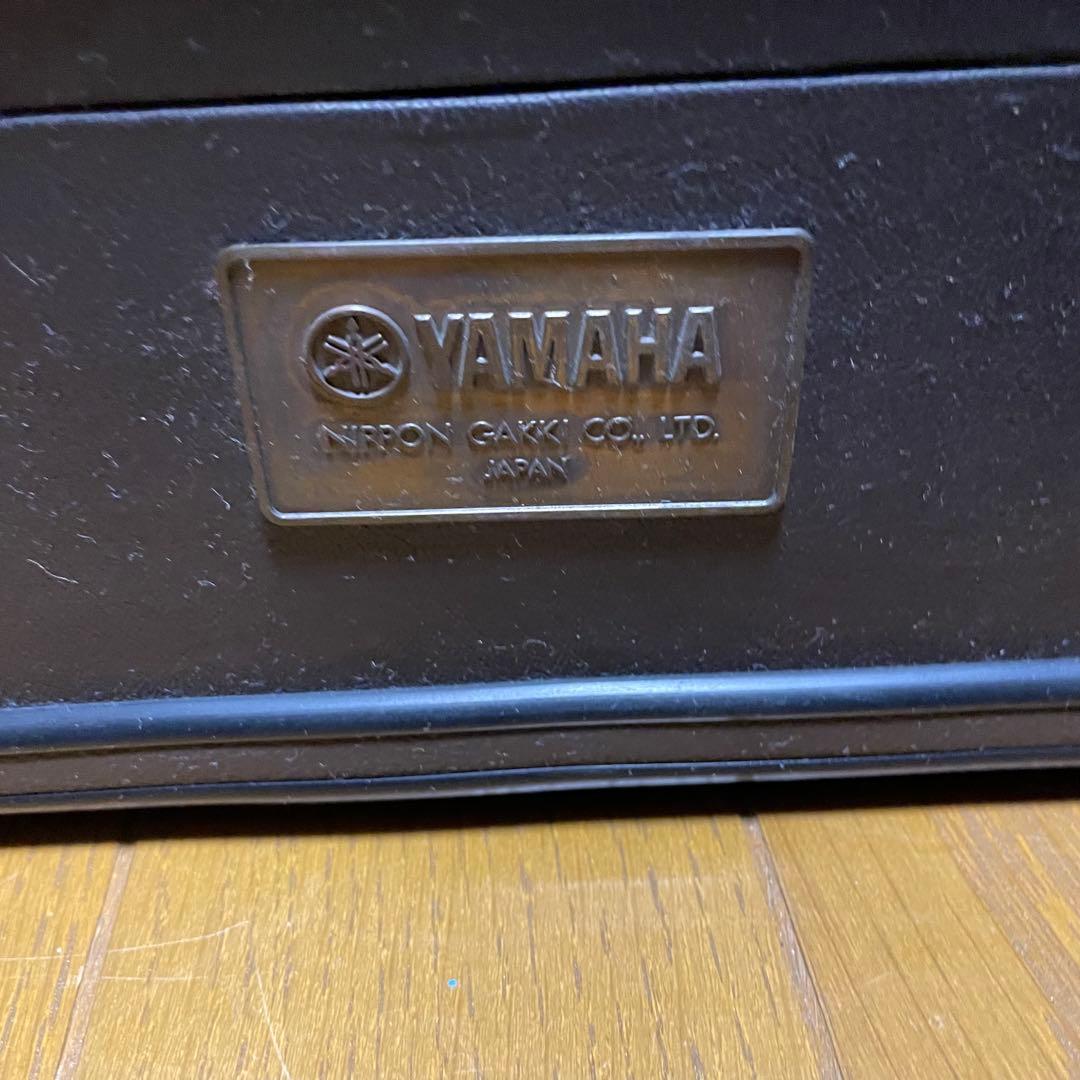 YAMAHA
NIPPON GAKKI CO., LTD.
JAPAN